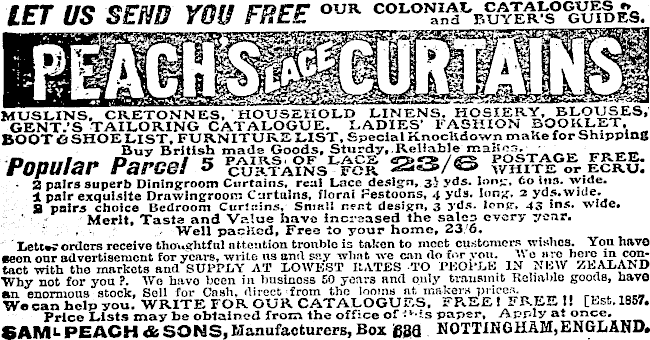 LET US SEND YOU FREE OUR COLONIAL CATALOGUES
and BUYER'S GUIDES.
PEACH'S LACE CURTAINS
MUSLINS, CRETONNES, HOUSEHOLD LINENS, HOSIERY, BLOUSES,
GENT.'S TAILORING CATALOGUE. LADIES' FASHION BOOKLET,
BOOT & SHOE LIST, FURNITURE LIST, Special Knockdown make for Shipping
Buy British made Goods, Sturdy, Reliable makes.
Popular Parcel 5 PAIRS OF LACE CURTAINS FOR 23/6 POSTAGE FREE. WHITE or ECRU.
2 pairs superb Diningroom Curtains, real Lace design, 3½ yds. long, 60 ins. wide.
1 pair exquisite Drawingroom Curtains, floral Festoons, 4 yds. long, 2 yds. wide.
2 pairs choice Bedroom Curtains, Small neat design, 3 yds. long, 43 ins. wide.
Merit, Taste and Value have increased the sales every year.
Well packed, Free to your home, 23/6.
Letter orders receive thoughtful attention trouble is taken to meet customers wishes. You have
seen our advertisement for years, write us and say what we can do for you. We are here in con-
tact with the markets and SUPPLY AT LOWEST RATES TO PEOPLE IN NEW ZEALAND
Why not for you?. We have been in business 50 years and only transmit Reliable goods, have
an enormous stock, Sell for Cash, direct from the looms at makers prices.
We can help you. WRITE FOR OUR CATALOGUES, FREE! FREE!! [Est. 1857.
Price Lists may be obtained from the office of this paper, Apply at once.
SAML PEACH & SONS, Manufacturers, Box NOTTINGHAM, ENGLAND.